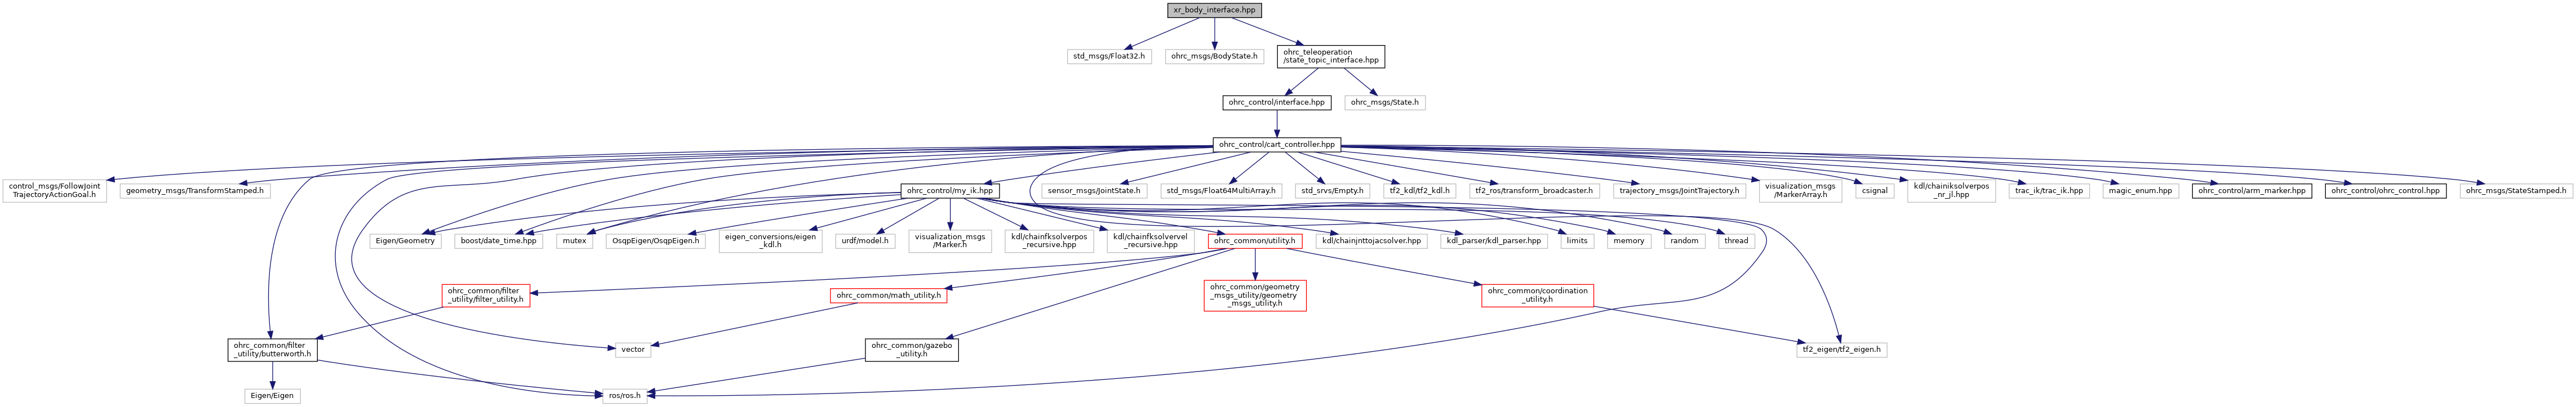 xr_body_interface.hpp
std_msgs/Float32.h
ohrc_msgs/BodyState.h
ohrc_teleoperation
/state_topic_interface.hpp
ohrc_control/interface.hpp
ohrc_msgs/State.h
ohrc_control/cart_controller.hpp
control_msgs/FollowJoint
TrajectoryActionGoal.h
geometry_msgs/TransformStamped.h
ohrc_control/my_ik.hpp
sensor_msgs/JointState.h
std_msgs/Float64MultiArray.h
std_srvs/Empty.h
tf2_kdl/tf2_kdl.h
tf2_ros/transform_broadcaster.h
trajectory_msgs/JointTrajectory.h
visualization_msgs
/MarkerArray.h
csignal
kdl/chainiksolverpos
_nr_jl.hpp
trac_ik/trac_ik.hpp
magic_enum.hpp
ohrc_control/arm_marker.hpp
ohrc_control/ohrc_control.hpp
ohrc_msgs/StateStamped.h
Eigen/Geometry
boost/date_time.hpp
mutex
OsqpEigen/OsqpEigen.h
eigen_conversions/eigen
_kdl.h
urdf/model.h
visualization_msgs
/Marker.h
kdl/chainfksolverpos
_recursive.hpp
kdl/chainfksolvervel
_recursive.hpp
ohrc_common/utility.h
kdl/chainjnttojacsolver.hpp
kdl_parser/kdl_parser.hpp
limits
memory
random
thread
ohrc_common/filter
_utility/filter_utility.h
ohrc_common/math_utility.h
ohrc_common/geometry
_msgs_utility/geometry
_msgs_utility.h
ohrc_common/coordination
_utility.h
ohrc_common/filter
_utility/butterworth.h
vector
ohrc_common/gazebo
_utility.h
tf2_eigen/tf2_eigen.h
Eigen/Eigen
ros/ros.h